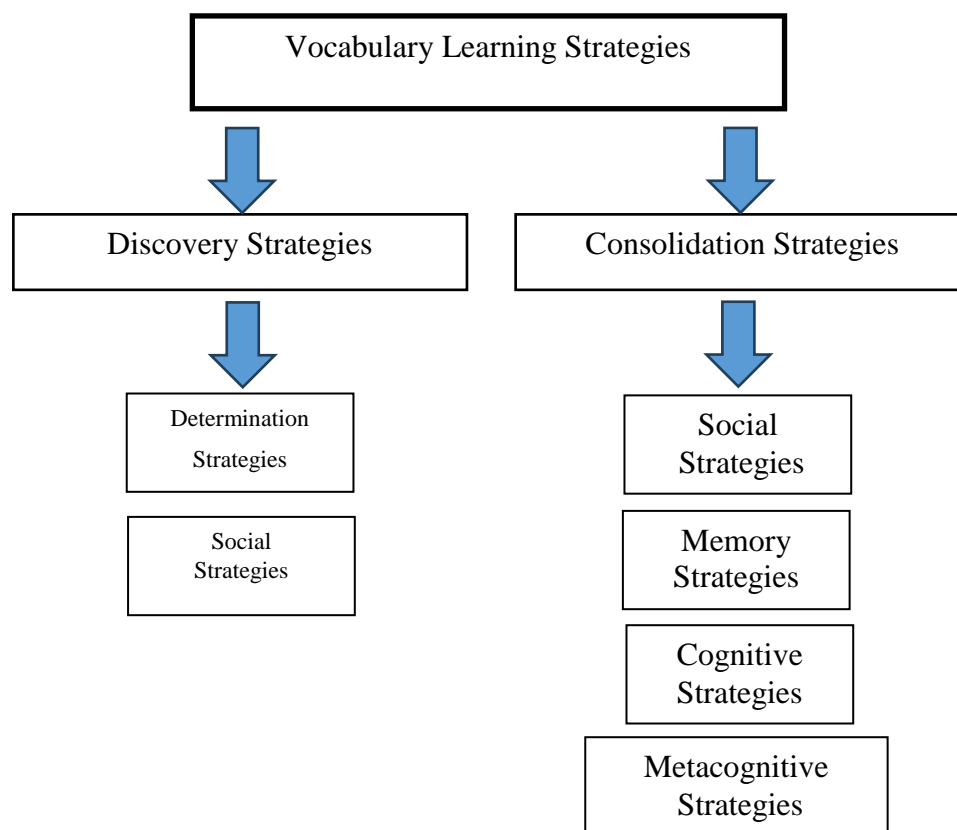 Vocabulary Learning Strategies
Discovery Strategies
Consolidation Strategies
Determination
Strategies
Social
Strategies
Social
Strategies
Memory
Strategies
Cognitive
Strategies
Metacognitive
Strategies